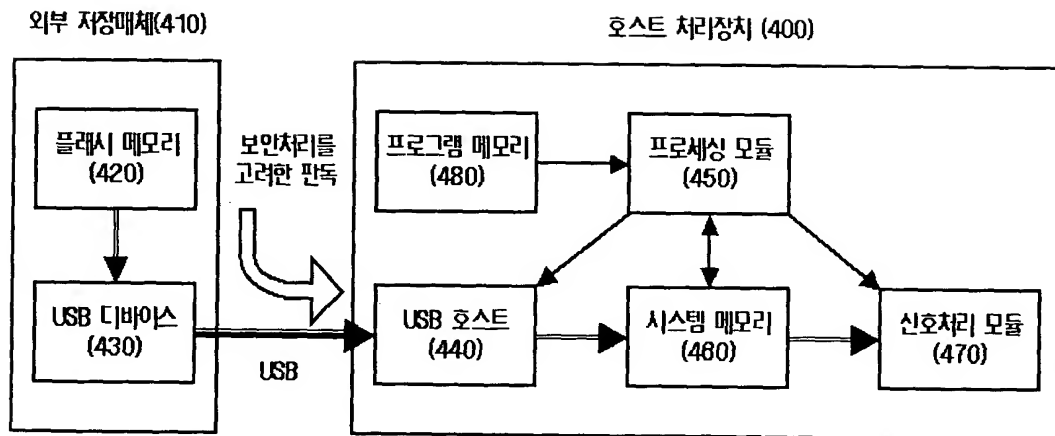 외부 저장매체(410)
호스트 처리장치 (400)
플래시 메모리
(420)
보안처리를
고려한 판독
프로그램 메모리
(480)
프로세싱 모듈
(450)
USB 디바이스
(430)
USB
USB 호스트
(440)
시스템 메모리
(460)
신호처리 모듈
(470)